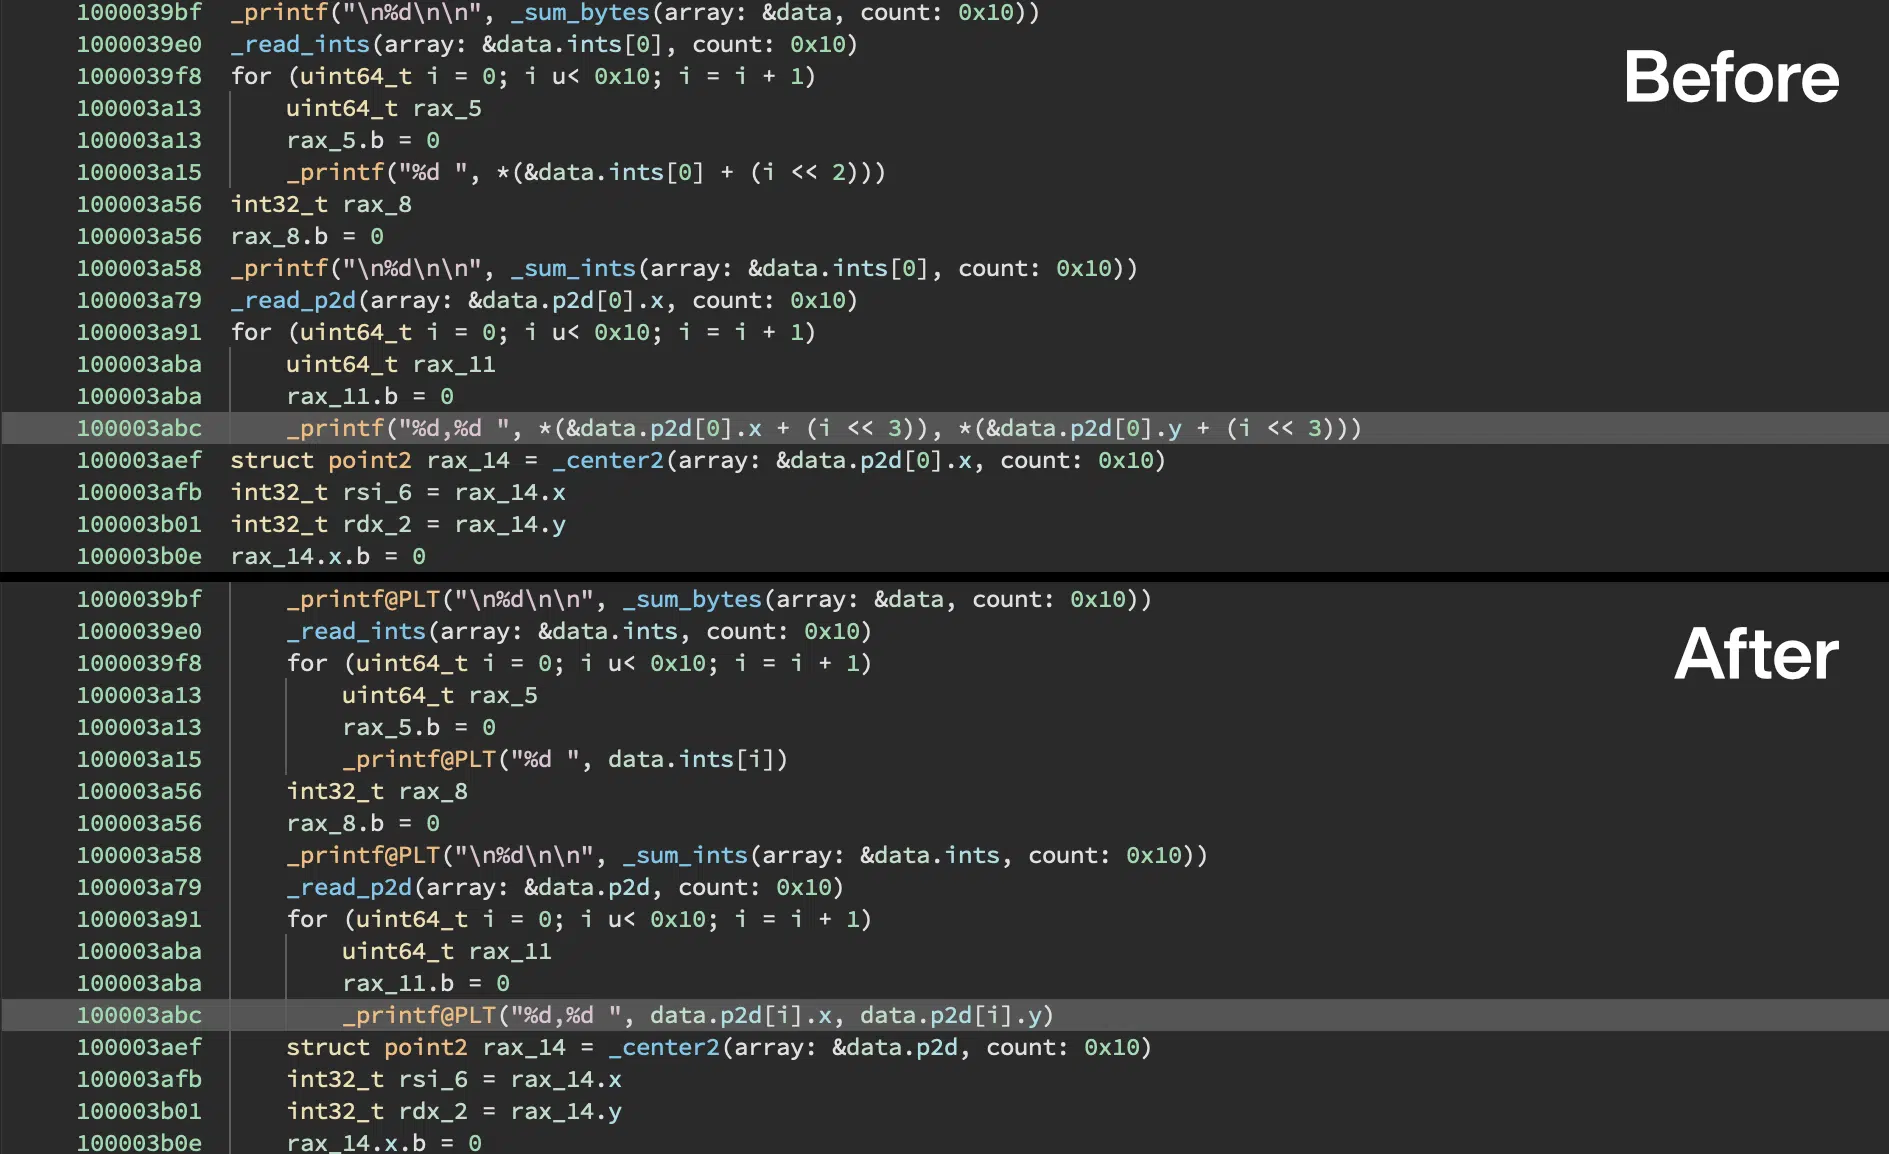 1000039bf _printf("\n%d\n\n", _sum_bytes(array: &data, count: 0x10))
1000039e0 _read_ints(array: &data.ints[0], count: 0x10)
1000039f8 for (uint64_t i = 0; i u< 0x10; i = i + 1)
100003a13 uint64_t rax_5
100003a13 rax_5.b = 0
100003a15 _printf("%d ", *(&data.ints[0] + (i << 2)))
100003a56 int32_t rax_8
100003a56 rax_8.b = 0
100003a58 _printf("\n%d\n\n", _sum_ints(array: &data.ints[0], count: 0x10))
100003a79 _read_p2d(array: &data.p2d[0].x, count: 0x10)
100003a91 for (uint64_t i = 0; i u< 0x10; i = i + 1)
100003aba uint64_t rax_11
100003aba rax_11.b = 0
100003abc _printf("%d,%d ", *(&data.p2d[0].x + (i << 3)), *(&data.p2d[0].y + (i << 3)))
100003aef struct point2 rax_14 = _center2(array: &data.p2d[0].x, count: 0x10)
100003afb int32_t rsi_6 = rax_14.x
100003b01 int32_t rdx_2 = rax_14.y
100003b0e rax_14.x.b = 0
Before
1000039bf _printf@PLT("\n%d\n\n", _sum_bytes(array: &data, count: 0x10))
1000039e0 _read_ints(array: &data.ints, count: 0x10)
1000039f8 for (uint64_t i = 0; i u< 0x10; i = i + 1)
100003a13 uint64_t rax_5
100003a13 rax_5.b = 0
100003a15 _printf@PLT("%d ", data.ints[i])
100003a56 int32_t rax_8
100003a56 rax_8.b = 0
100003a58 _printf@PLT("\n%d\n\n", _sum_ints(array: &data.ints, count: 0x10))
100003a79 _read_p2d(array: &data.p2d, count: 0x10)
100003a91 for (uint64_t i = 0; i u< 0x10; i = i + 1)
100003aba uint64_t rax_11
100003aba rax_11.b = 0
100003abc _printf@PLT("%d,%d ", data.p2d[i].x, data.p2d[i].y)
100003aef struct point2 rax_14 = _center2(array: &data.p2d, count: 0x10)
100003afb int32_t rsi_6 = rax_14.x
100003b01 int32_t rdx_2 = rax_14.y
100003b0e rax_14.x.b = 0
After